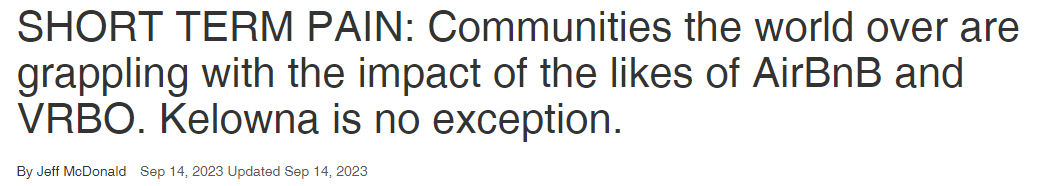 SHORT TERM PAIN: Communities the world over are
grappling with the impact of the likes of AirBnB and
VRBO. Kelowna is no exception.
By Jeff McDonald Sep 14, 2023 Updated Sep 14, 2023